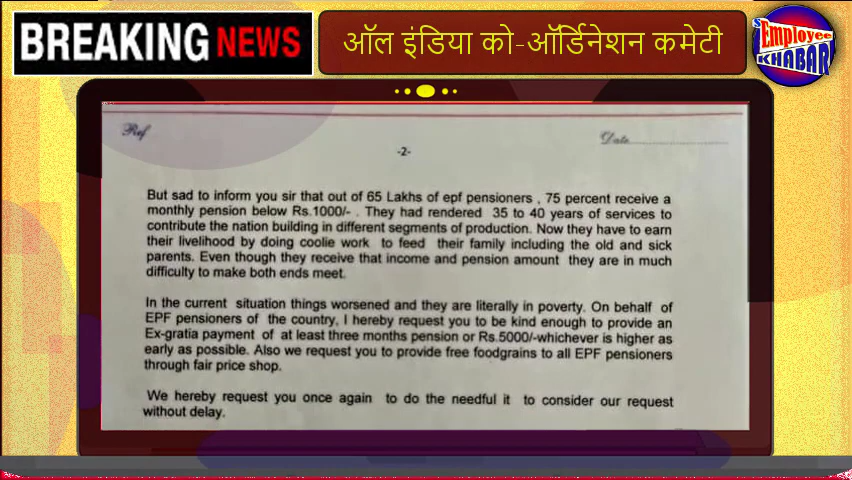 BREAKING NEWS
ऑल इंडिया को-ऑर्डिनेशन कमेटी
Employee
KHABAR
Ref
Date
-2-
But sad to inform you sir that out of 65 Lakhs of epf pensioners , 75 percent receive a
monthly pension below Rs.1000/- . They had rendered 35 to 40 years of services to
contribute the nation building in different segments of production. Now they have to earn
their livelihood by doing coolie work to feed their family including the old and sick
parents. Even though they receive that income and pension amount they are in much
difficulty to make both ends meet.
In the current situation things worsened and they are literally in poverty. On behalf of
EPF pensioners of the country, I hereby request you to be kind enough to provide an
Ex-gratia payment of at least three months pension or Rs.5000/-whichever is higher as
early as possible. Also we request you to provide free foodgrains to all EPF pensioners
through fair price shop.
We hereby request you once again to do the needful it to consider our request
without delay.